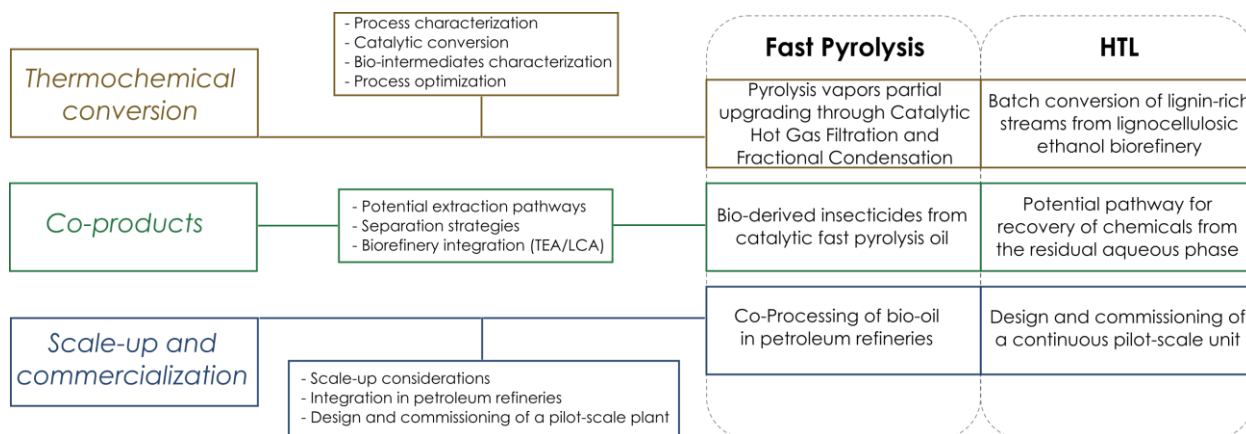 Fast Pyrolysis
HTL
Thermochemical
conversion
- Process characterization
- Catalytic conversion
- Bio-intermediates characterization
- Process optimization
Pyrolysis vapors partial
upgrading through Catalytic
Hot Gas Filtration and
Fractional Condensation
Batch conversion of lignin-rich
streams from lignocellulosic
ethanol biorefinery
Co-products
- Potential extraction pathways
- Separation strategies
- Biorefinery integration (TEA/LCA)
Bio-derived insecticides from
catalytic fast pyrolysis oil
Potential pathway for
recovery of chemicals from
the residual aqueous phase
Scale-up and
commercialization
- Scale-up considerations
- Integration in petroleum refineries
- Design and commissioning of a pilot-scale plant
Co-Processing of bio-oil
in petroleum refineries
Design and commissioning of
a continuous pilot-scale unit